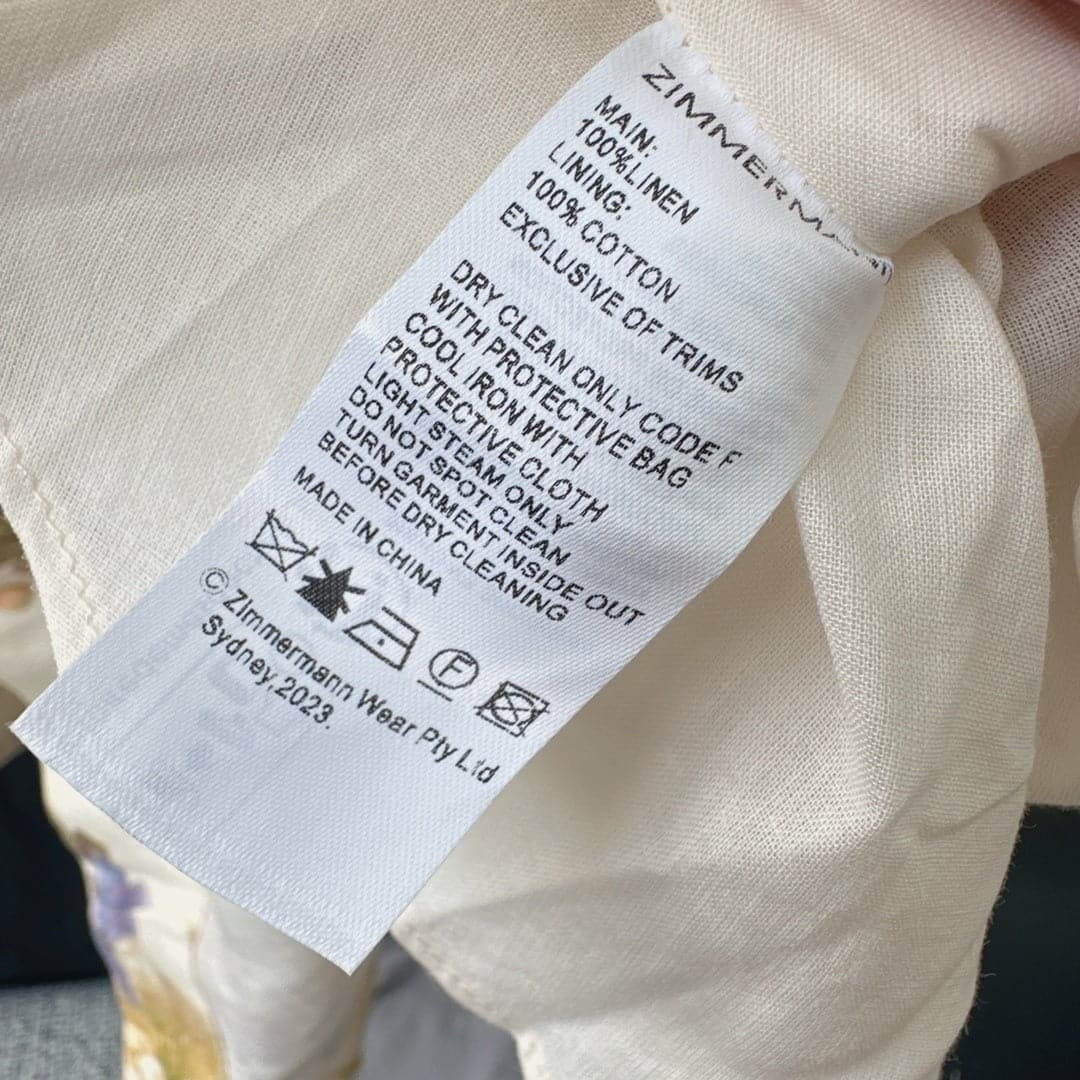 ZIMMERMANN
MAIN:
100%LINEN
LINING:
100% COTTON
EXCLUSIVE OF TRIMS
DRY CLEAN ONLY CODE F
WITH PROTECTIVE BAG
COOL IRON WITH
PROTECTIVE CLOTH
LIGHT STEAM ONLY
DO NOT SPOT CLEAN
TURN GARMENT INSIDE OUT
BEFORE DRY CLEANING
MADE IN CHINA
F
©Zimmermann Wear Pty Ltd
Sydney.2023.